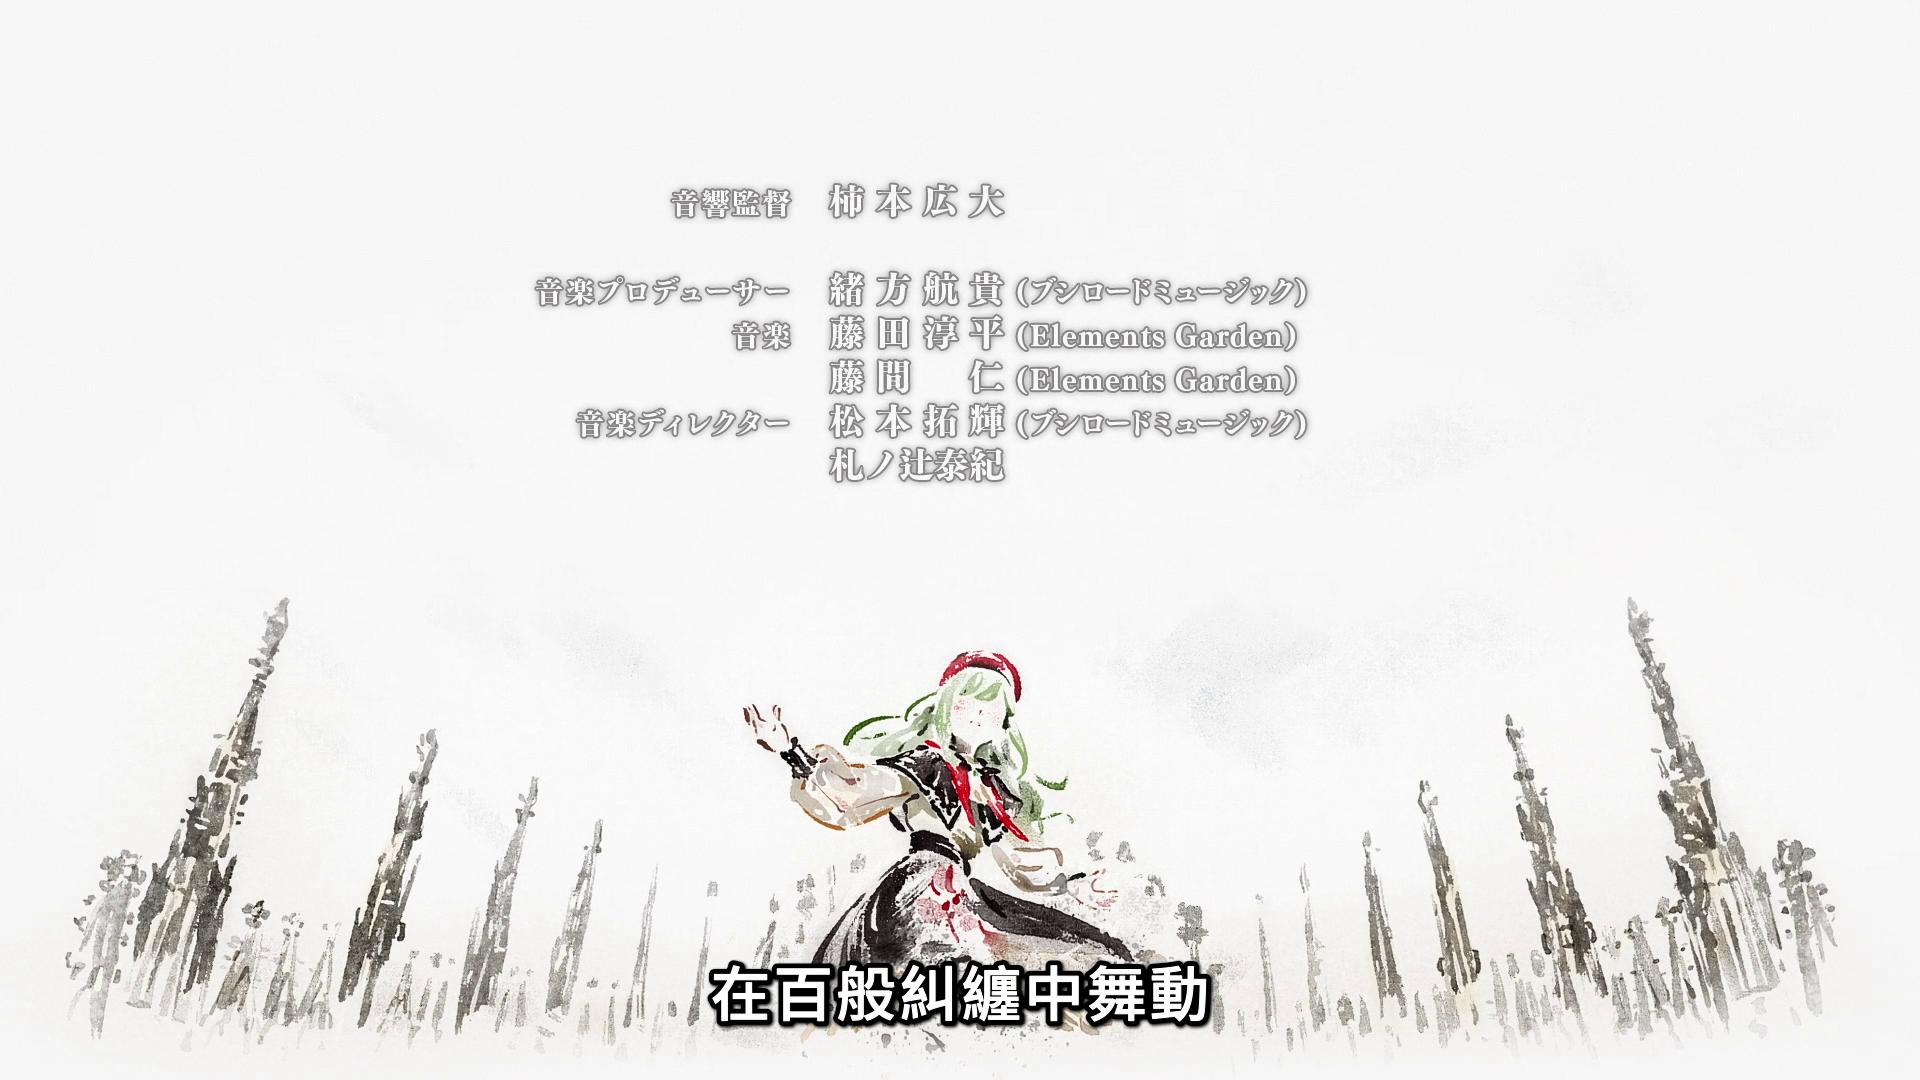 音響監督 柿本広大
音楽プロデューサー 緒方航貴(ブシロードミュージック)
音楽 藤田淳平(Elements Garden)
藤間 仁(Elements Garden)
音楽ディレクター 松本拓輝(ブシロードミュージック)
札ノ辻泰紀
在百般糾纏中舞動